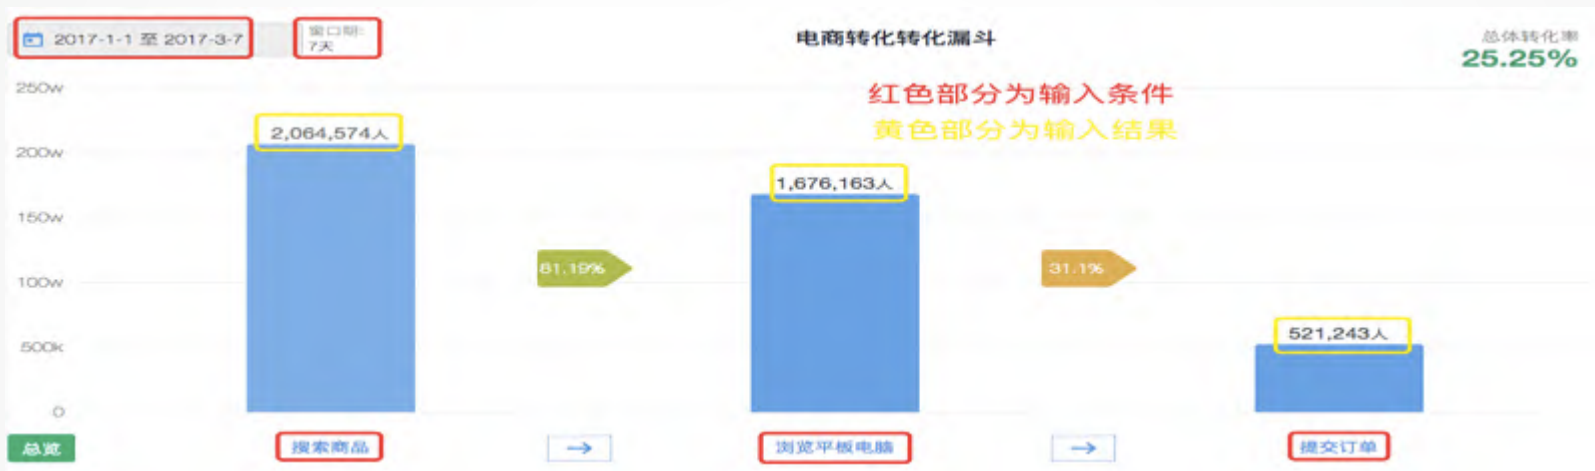 2017-1-1 至 2017-3-7
窗口期:
7天
电商转化转化漏斗
总体转化率
25.25%
红色部分为输入条件
黄色部分为输入结果
250w
200w
150w
100w
500k
0
2,064,574人
1,676,163人
521,243人
81.19%
31.1%
总览
搜索商品
浏览平板电脑
提交订单